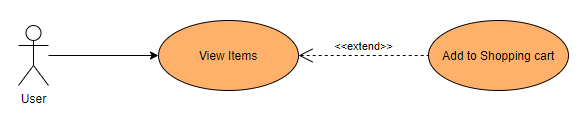 <<extend>>
View Items
Add to Shopping cart
User